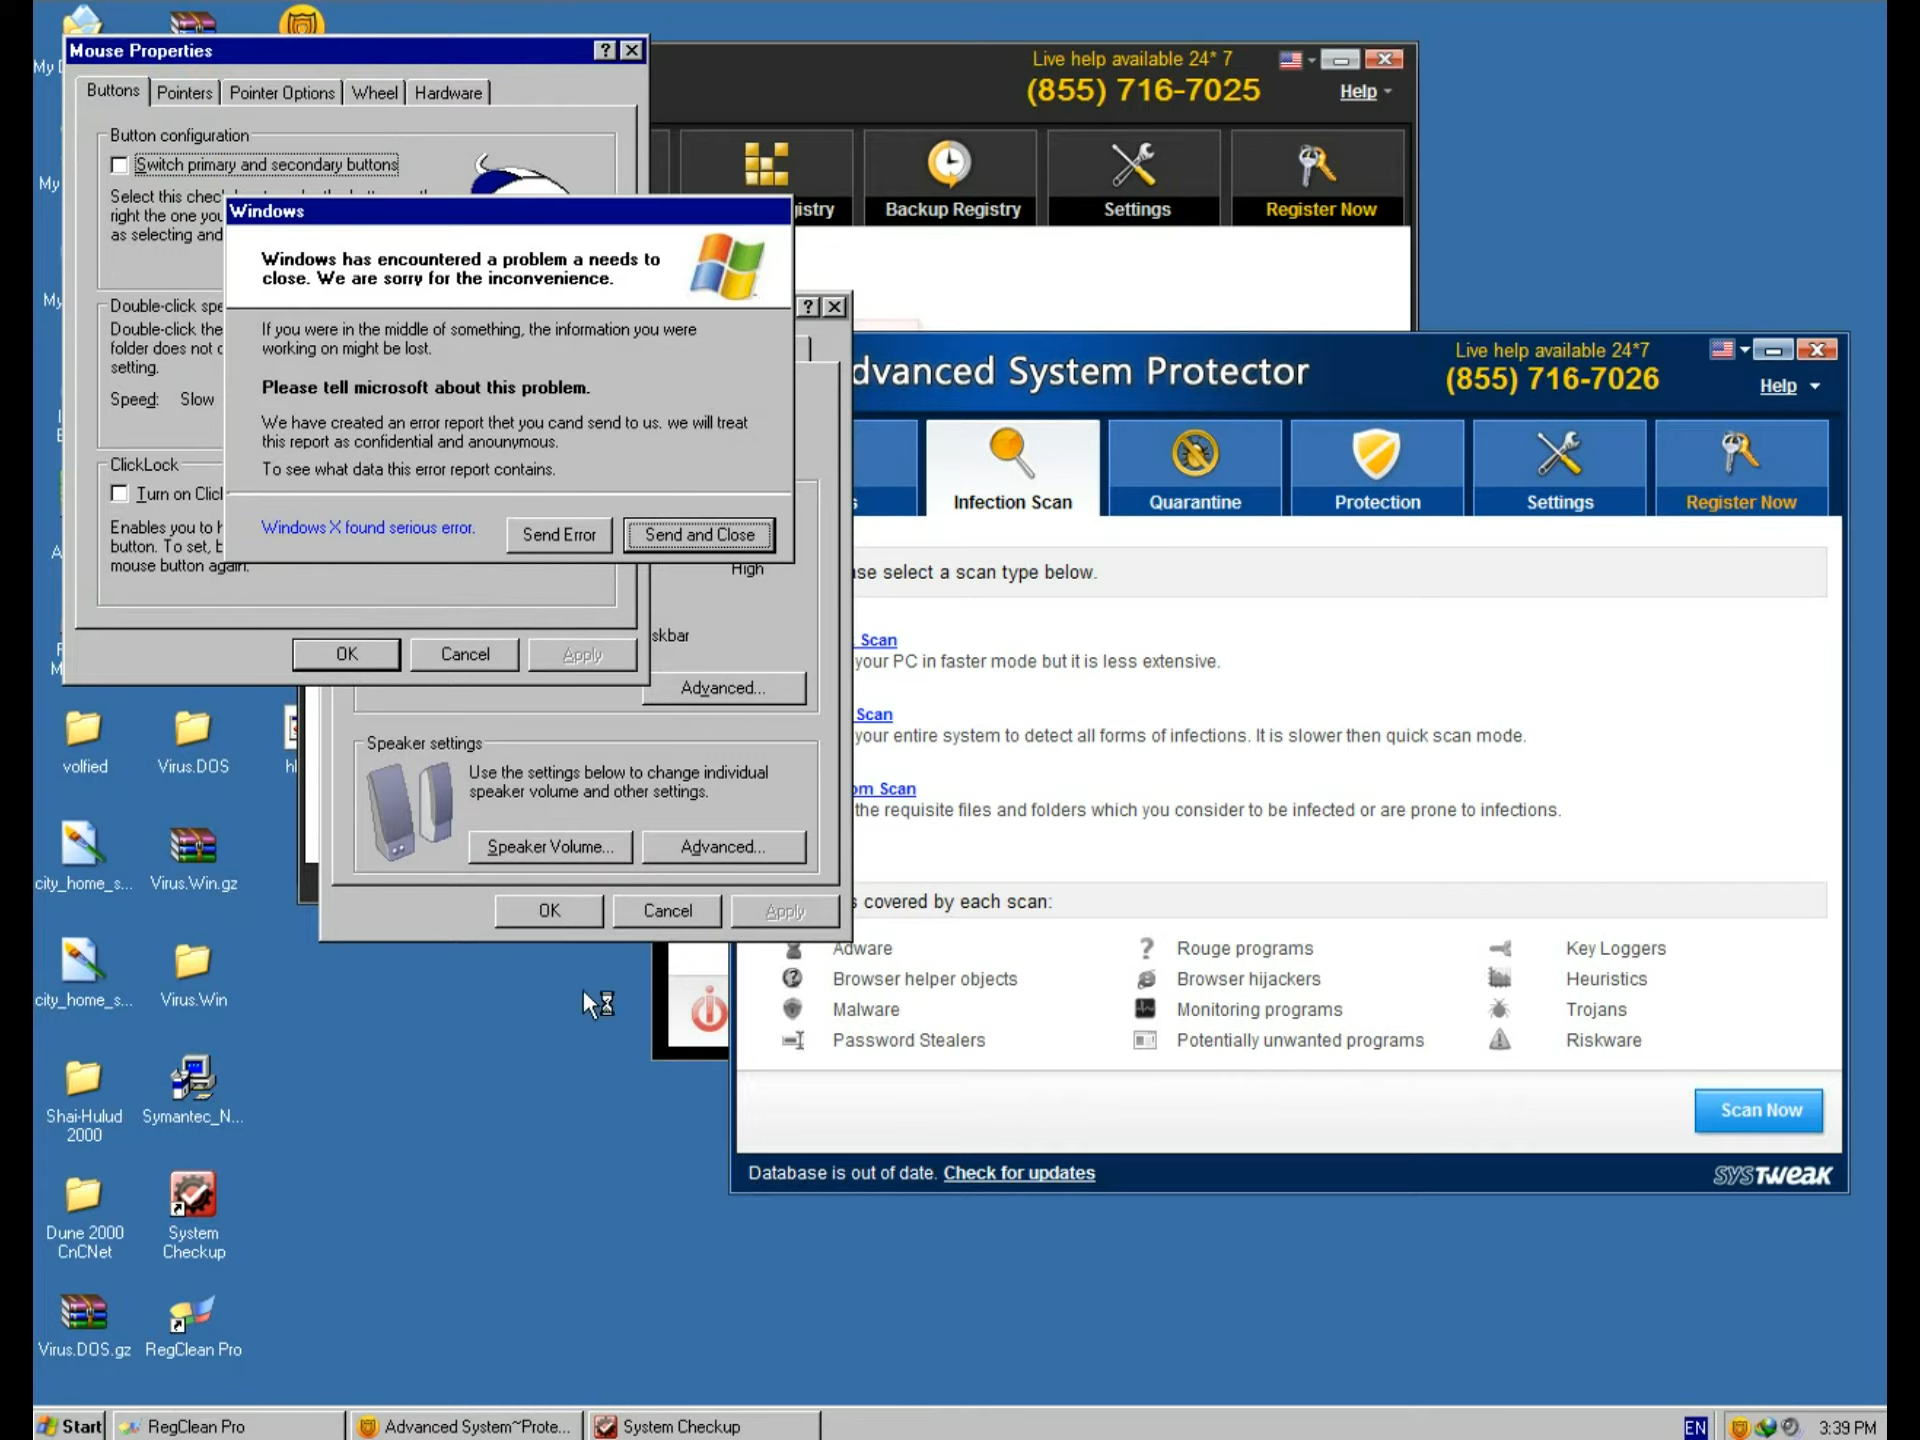 My D
Mouse Properties
Buttons
Pointers
Pointer Options
Wheel
Hardware
Button configuration
Switch primary and secondary buttons
Select this chec
right the one you
as selecting and
Double-click spe
Double-click the
folder does not c
setting.
Speed: Slow
ClickLock
Turn on Clicl
Enables you to h
button. To set, b
mouse button again.
OK
Cancel
Apply
Windows
Windows has encountered a problem a needs to
close. We are sorry for the inconvenience.
If you were in the middle of something, the information you were
working on might be lost.
Please tell microsoft about this problem.
We have created an error report thet you cand send to us. we will treat
this report as confidential and anounymous.
To see what data this error report contains.
Windows X found serious error.
Send Error
Send and Close
High
skbar
Advanced...
Speaker settings
Use the settings below to change individual
speaker volume and other settings.
Speaker Volume...
Advanced...
OK
Cancel
Apply
Live help available 24* 7
(855) 716-7025
Help
istry
Backup Registry
Settings
Register Now
dvanced System Protector
Live help available 24*7
(855) 716-7026
Help
s
Infection Scan
Quarantine
Protection
Settings
Register Now
se select a scan type below.
Scan
your PC in faster mode but it is less extensive.
Scan
your entire system to detect all forms of infections. It is slower then quick scan mode.
om Scan
the requisite files and folders which you consider to be infected or are prone to infections.
s covered by each scan:
Adware
Rouge programs
Key Loggers
Browser helper objects
Browser hijackers
Heuristics
Malware
Monitoring programs
Trojans
Password Stealers
Potentially unwanted programs
Riskware
Scan Now
Database is out of date. Check for updates
SYSTWEAK
My
My
volfied
Virus.DOS
city_home_s...
Virus.Win.gz
city_home_s...
Virus.Win
Shai-Hulud
2000
Symantec_N...
Dune 2000
CnCNet
System
Checkup
Virus.DOS.gz
RegClean Pro
Start
RegClean Pro
Advanced System~Prote...
System Checkup
EN
3:39 PM